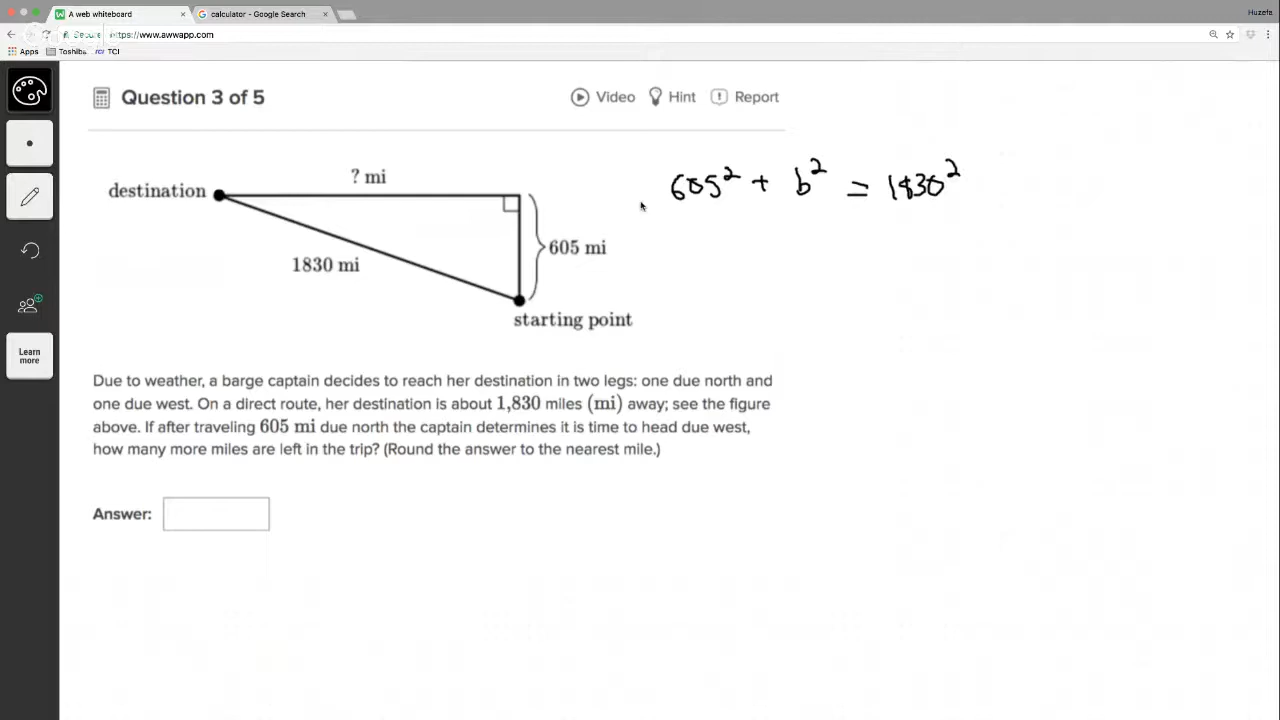 A web whiteboard
calculator - Google Search
Huzefa
Secure https://www.awwapp.com
Apps Toshiba TCI
Question 3 of 5
Video Hint Report
? mi
destination
605² + b² = 1830²
605 mi
1830 mi
starting point
Learn
more
Due to weather, a barge captain decides to reach her destination in two legs: one due north and
one due west. On a direct route, her destination is about 1,830 miles (mi) away; see the figure
above. If after traveling 605 mi due north the captain determines it is time to head due west,
how many more miles are left in the trip? (Round the answer to the nearest mile.)
Answer: